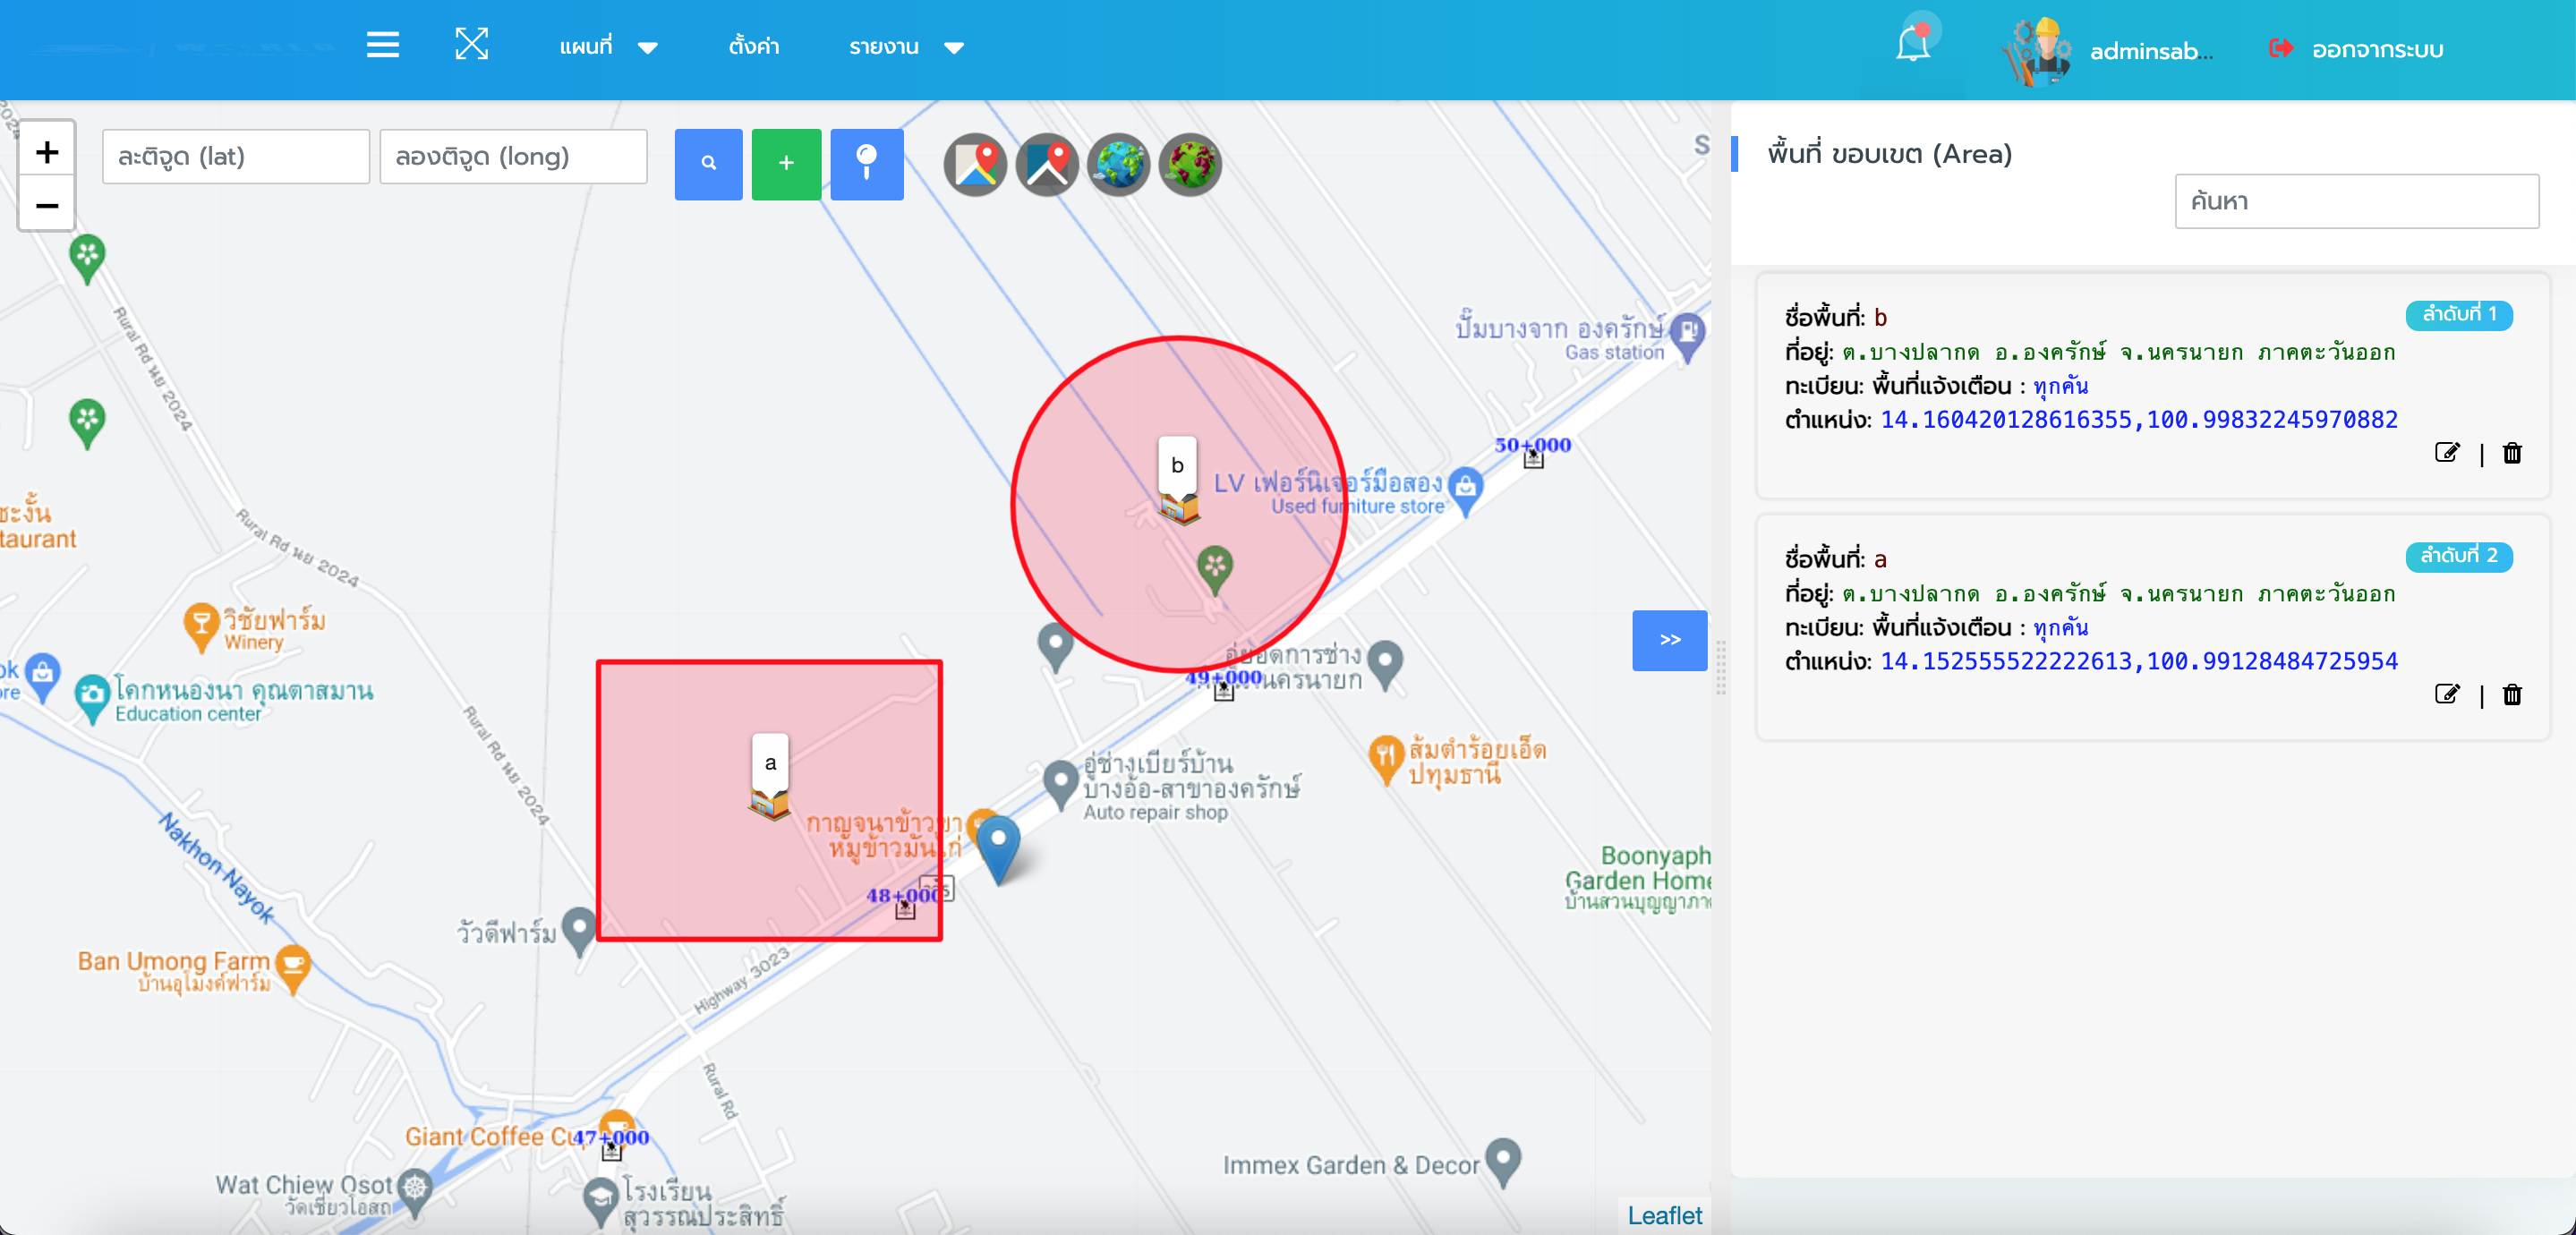 แผนที่
ตั้งค่า
รายงาน
adminsab...
ออกจากระบบ
+
−
ละติจูด (lat)
ลองติจูด (long)
+
พื้นที่ ขอบเขต (Area)
ค้นหา
ชื่อพื้นที่: b
ลำดับที่ 1
ที่อยู่: ต.บางปลากด อ.องครักษ์ จ.นครนายก ภาคตะวันออก
ทะเบียน: พื้นที่แจ้งเตือน : ทุกคัน
ตำแหน่ง: 14.160420128616355,100.99832245970882
|
ชื่อพื้นที่: a
ลำดับที่ 2
ที่อยู่: ต.บางปลากด อ.องครักษ์ จ.นครนายก ภาคตะวันออก
ทะเบียน: พื้นที่แจ้งเตือน : ทุกคัน
ตำแหน่ง: 14.152555522222613,100.99128484725954
|
S
Rural Rd นย 2024
ปั๊มบางจาก องครักษ์
Gas station
50+000
b
LV เฟอร์นิเจอร์มือสอง
Used furniture store
ชะงั้น
taurant
Rural Rd นย 2024
วิชัยฟาร์ม
Winery
>>
อู่ยอดการช่าง
นครนายก
49+000
ok
ore
โคกหนองนา คุณตาสมาน
Education center
Rural Rd นย 2024
a
ส้มตำร้อยเอ็ด
ปทุมธานี
อู่ช่างเบียร์บ้าน
บางอ้อ-สาขาองครักษ์
Auto repair shop
กาญจนาข้าวขา
หมูข้าวมันไก่
48+000
Nakhon Nayok
Boonyaph
Garden Home
บ้านสวนบุญญาภา
วัวดีฟาร์ม
Ban Umong Farm
บ้านอุโมงค์ฟาร์ม
Highway 3023
Rural Rd
Giant Coffee Cu
47+000
Immex Garden & Decor
Wat Chiew Osot
วัดเชี่ยวโอสถ
โรงเรียน
สุวรรณประสิทธิ์
Leaflet